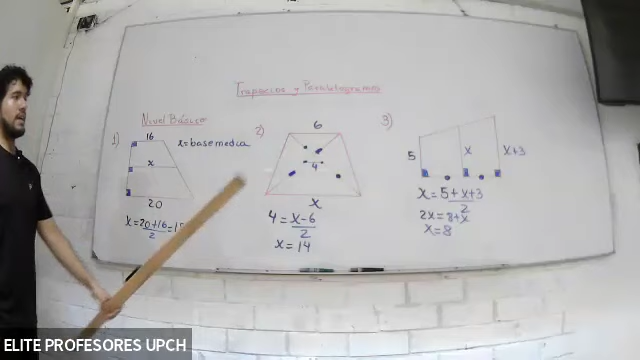 Trapecios y Paralelogramos
Nivel Básico
1)
16
x
20
x=base media
x=20+16=1
2
2)
6
4
x
4=x-6
2
x=14
3)
5
x
x+3
x=5+x+3
2
2x=8+x
x=8
ELITE PROFESORES UPCH